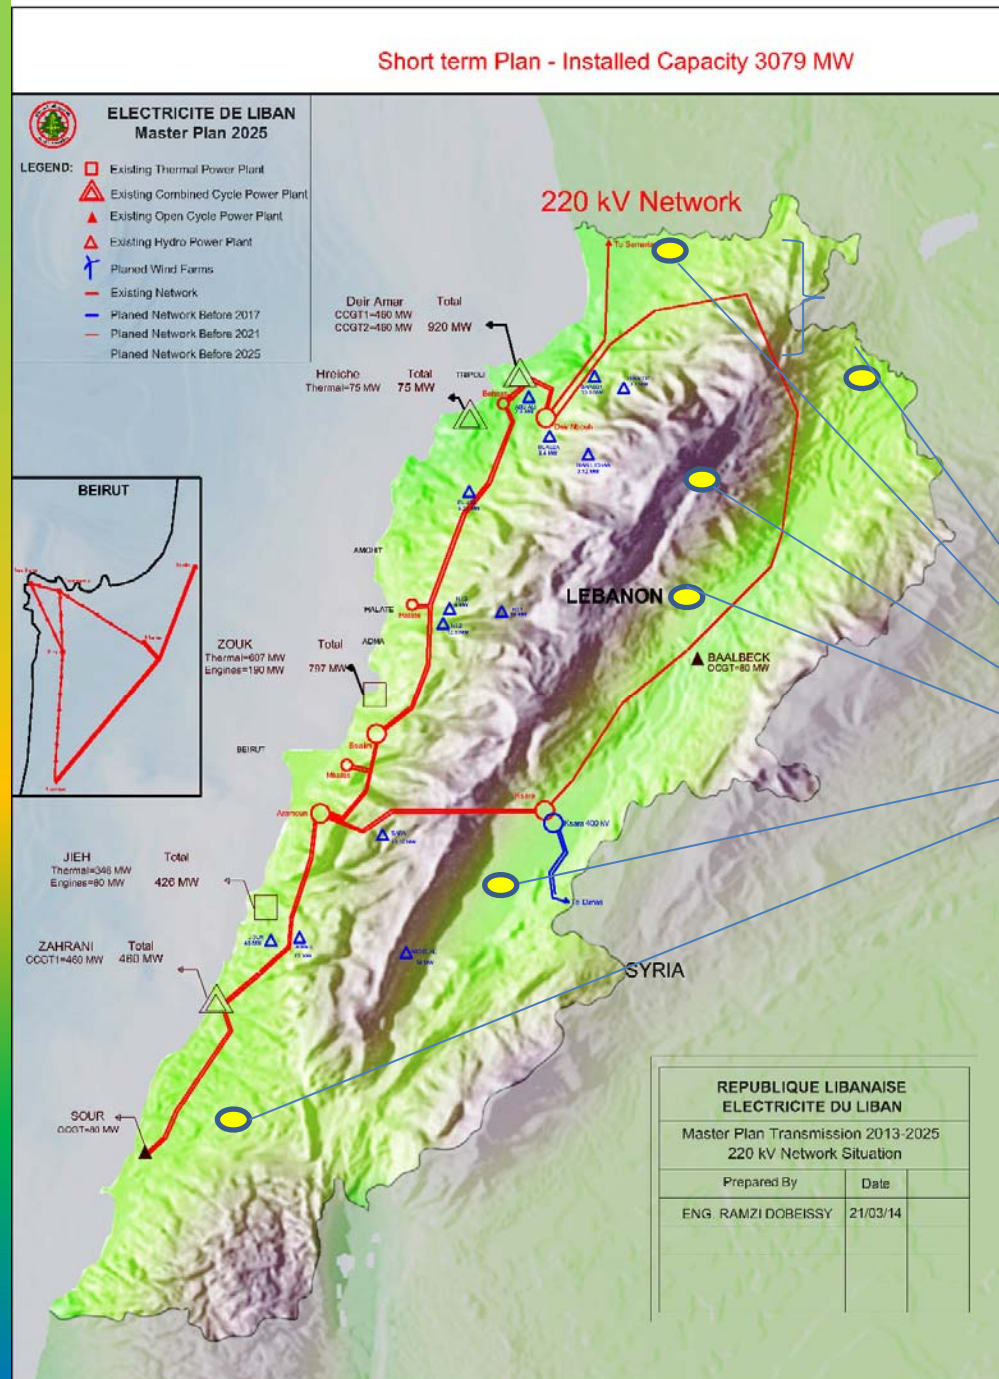 Short term Plan - Installed Capacity 3079 MW
ELECTRICITE DE LIBAN
Master Plan 2025
LEGEND:
Existing Thermal Power Plant
Existing Combined Cycle Power Plant
Existing Open Cycle Power Plant
Existing Hydro Power Plant
Planed Wind Farms
Existing Network
Planed Network Before 2017
Planed Network Before 2021
Planed Network Before 2025
220 kV Network
Deir Amar Total
CCGT1=460 MW
CCGT2=460 MW 920 MW
Hreiche Total
Thermal=75 MW 75 MW
TRIPOLI
Deir Nbouh
BEIRUT
AMCHIT
HALATE
Halate
ADMA
LEBANON
ZOUK Total
Thermal=607 MW
Engines=190 MW 797 MW
BAALBECK
OCGT=80 MW
BEIRUT
Bsalim
Mkalles
Aramoun
Ksara
Ksara 400 kV
JIEH Total
Thermal=346 MW
Engines=80 MW 426 MW
To Dimas
ZAHRANI Total
CCGT1=460 MW 460 MW
SYRIA
SOUR
OCGT=80 MW
REPUBLIQUE LIBANAISE
ELECTRICITE DU LIBAN
Master Plan Transmission 2013-2025
220 kV Network Situation
Prepared By Date
ENG. RAMZI DOBEISSY 21/03/14